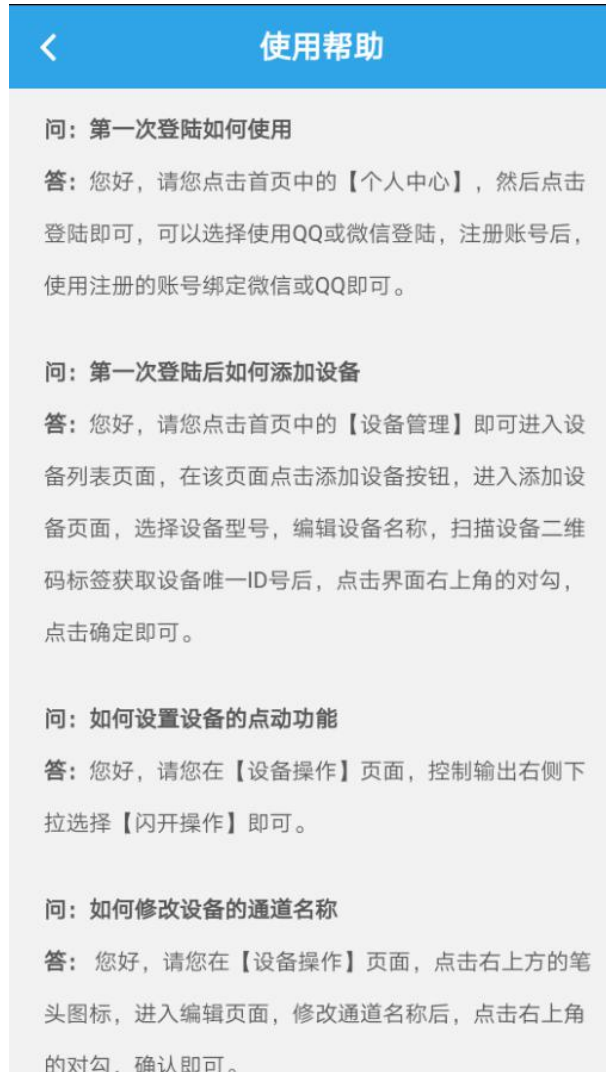 使用帮助
问：第一次登陆如何使用
答：您好，请您点击首页中的【个人中心】，然后点击
登陆即可，可以选择使用QQ或微信登陆，注册账号后，
使用注册的账号绑定微信或QQ即可。
问：第一次登陆后如何添加设备
答：您好，请您点击首页中的【设备管理】即可进入设
备列表页面，在该页面点击添加设备按钮，进入添加设
备页面，选择设备型号，编辑设备名称，扫描设备二维
码标签获取设备唯一ID号后，点击界面右上角的对勾，
点击确定即可。
问：如何设置设备的点动功能
答：您好，请您在【设备操作】页面，控制输出右侧下
拉选择【闪开操作】即可。
问：如何修改设备的通道名称
答： 您好，请您在【设备操作】页面，点击右上方的笔
头图标，进入编辑页面，修改通道名称后，点击右上角
的对勾，确认即可。